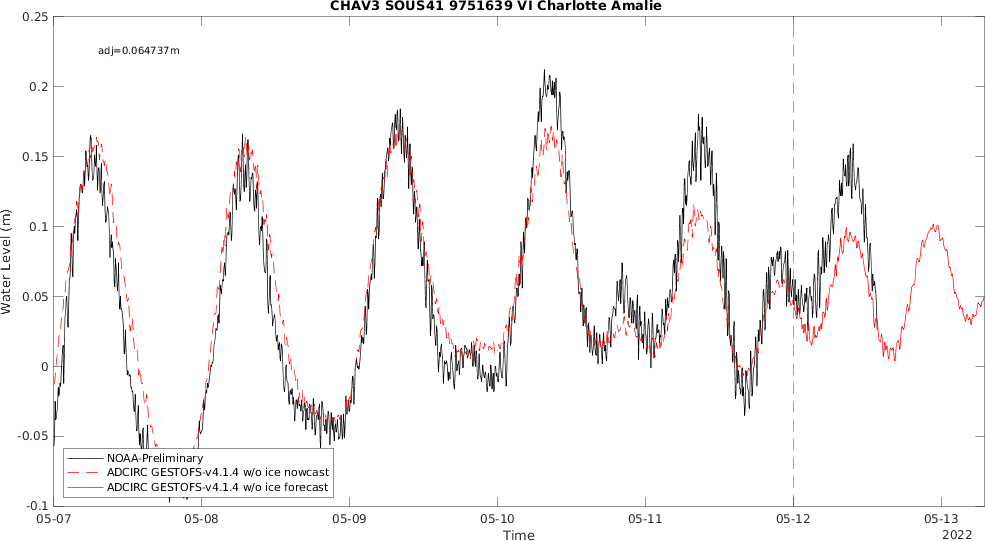 CHAV3 SOUS41 9751639 VI Charlotte Amalie
0.25
adj=0.064737m
0.2
0.15
0.1
Water Level (m)
0.05
0
-0.05
NOAA-Preliminary
ADCIRC GESTOFS-v4.1.4 w/o ice nowcast
ADCIRC GESTOFS-v4.1.4 w/o ice forecast
-0.1
05-07 05-08 05-09 05-10 05-11 05-12 05-13
Time
2022